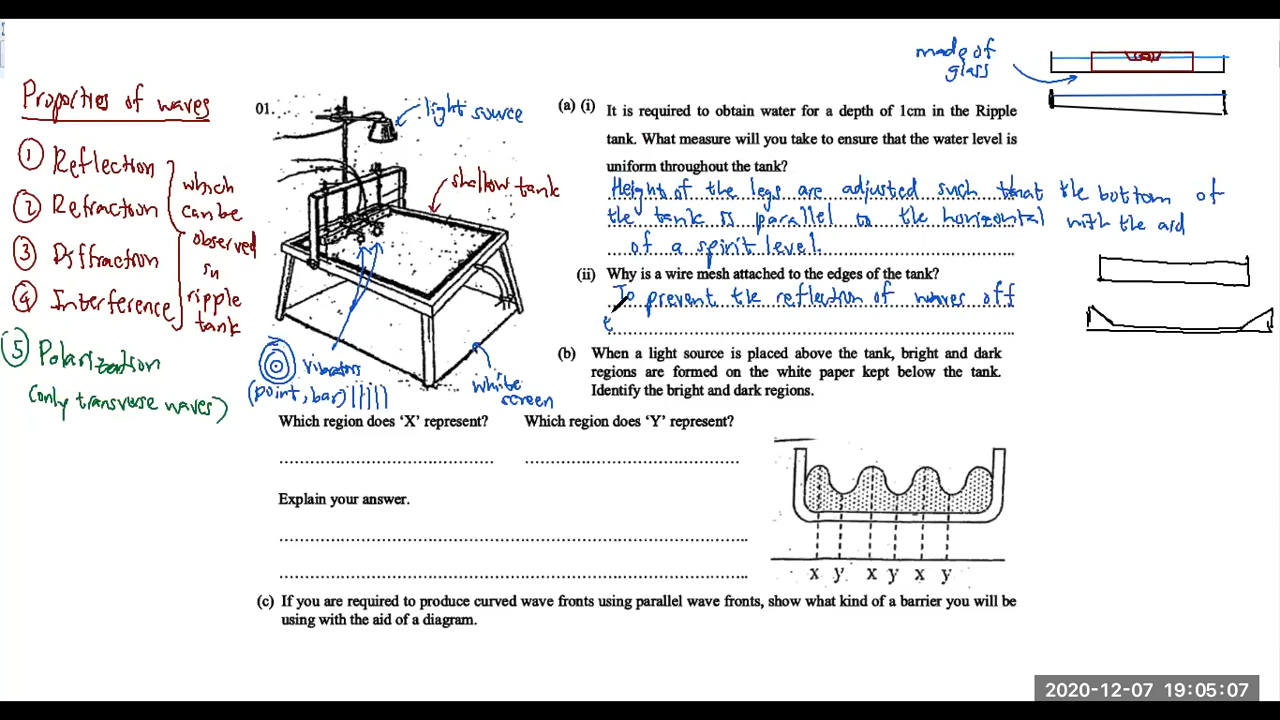 Properties of waves
① Reflection
② Refraction
③ Diffraction
④ Interference
which
can be
observed
in
ripple
tank
⑤ Polarization
(only transverse waves)
01.
light source
shallow tank
vibrators
(point, bar)
white
screen
made of
glass
(a) (i) It is required to obtain water for a depth of 1cm in the Ripple
tank. What measure will you take to ensure that the water level is
uniform throughout the tank?
Height of the legs are adjusted such that the bottom of
the tank is parallel to the horizontal with the aid
of a spirit level.
(ii) Why is a wire mesh attached to the edges of the tank?
To prevent the reflection of waves off
t
(b) When a light source is placed above the tank, bright and dark
regions are formed on the white paper kept below the tank.
Identify the bright and dark regions.
Which region does ‘X’ represent? Which region does ‘Y’ represent?
Explain your answer.
x y x y x y
(c) If you are required to produce curved wave fronts using parallel wave fronts, show what kind of a barrier you will be
using with the aid of a diagram.
2020-12-07 19:05:07